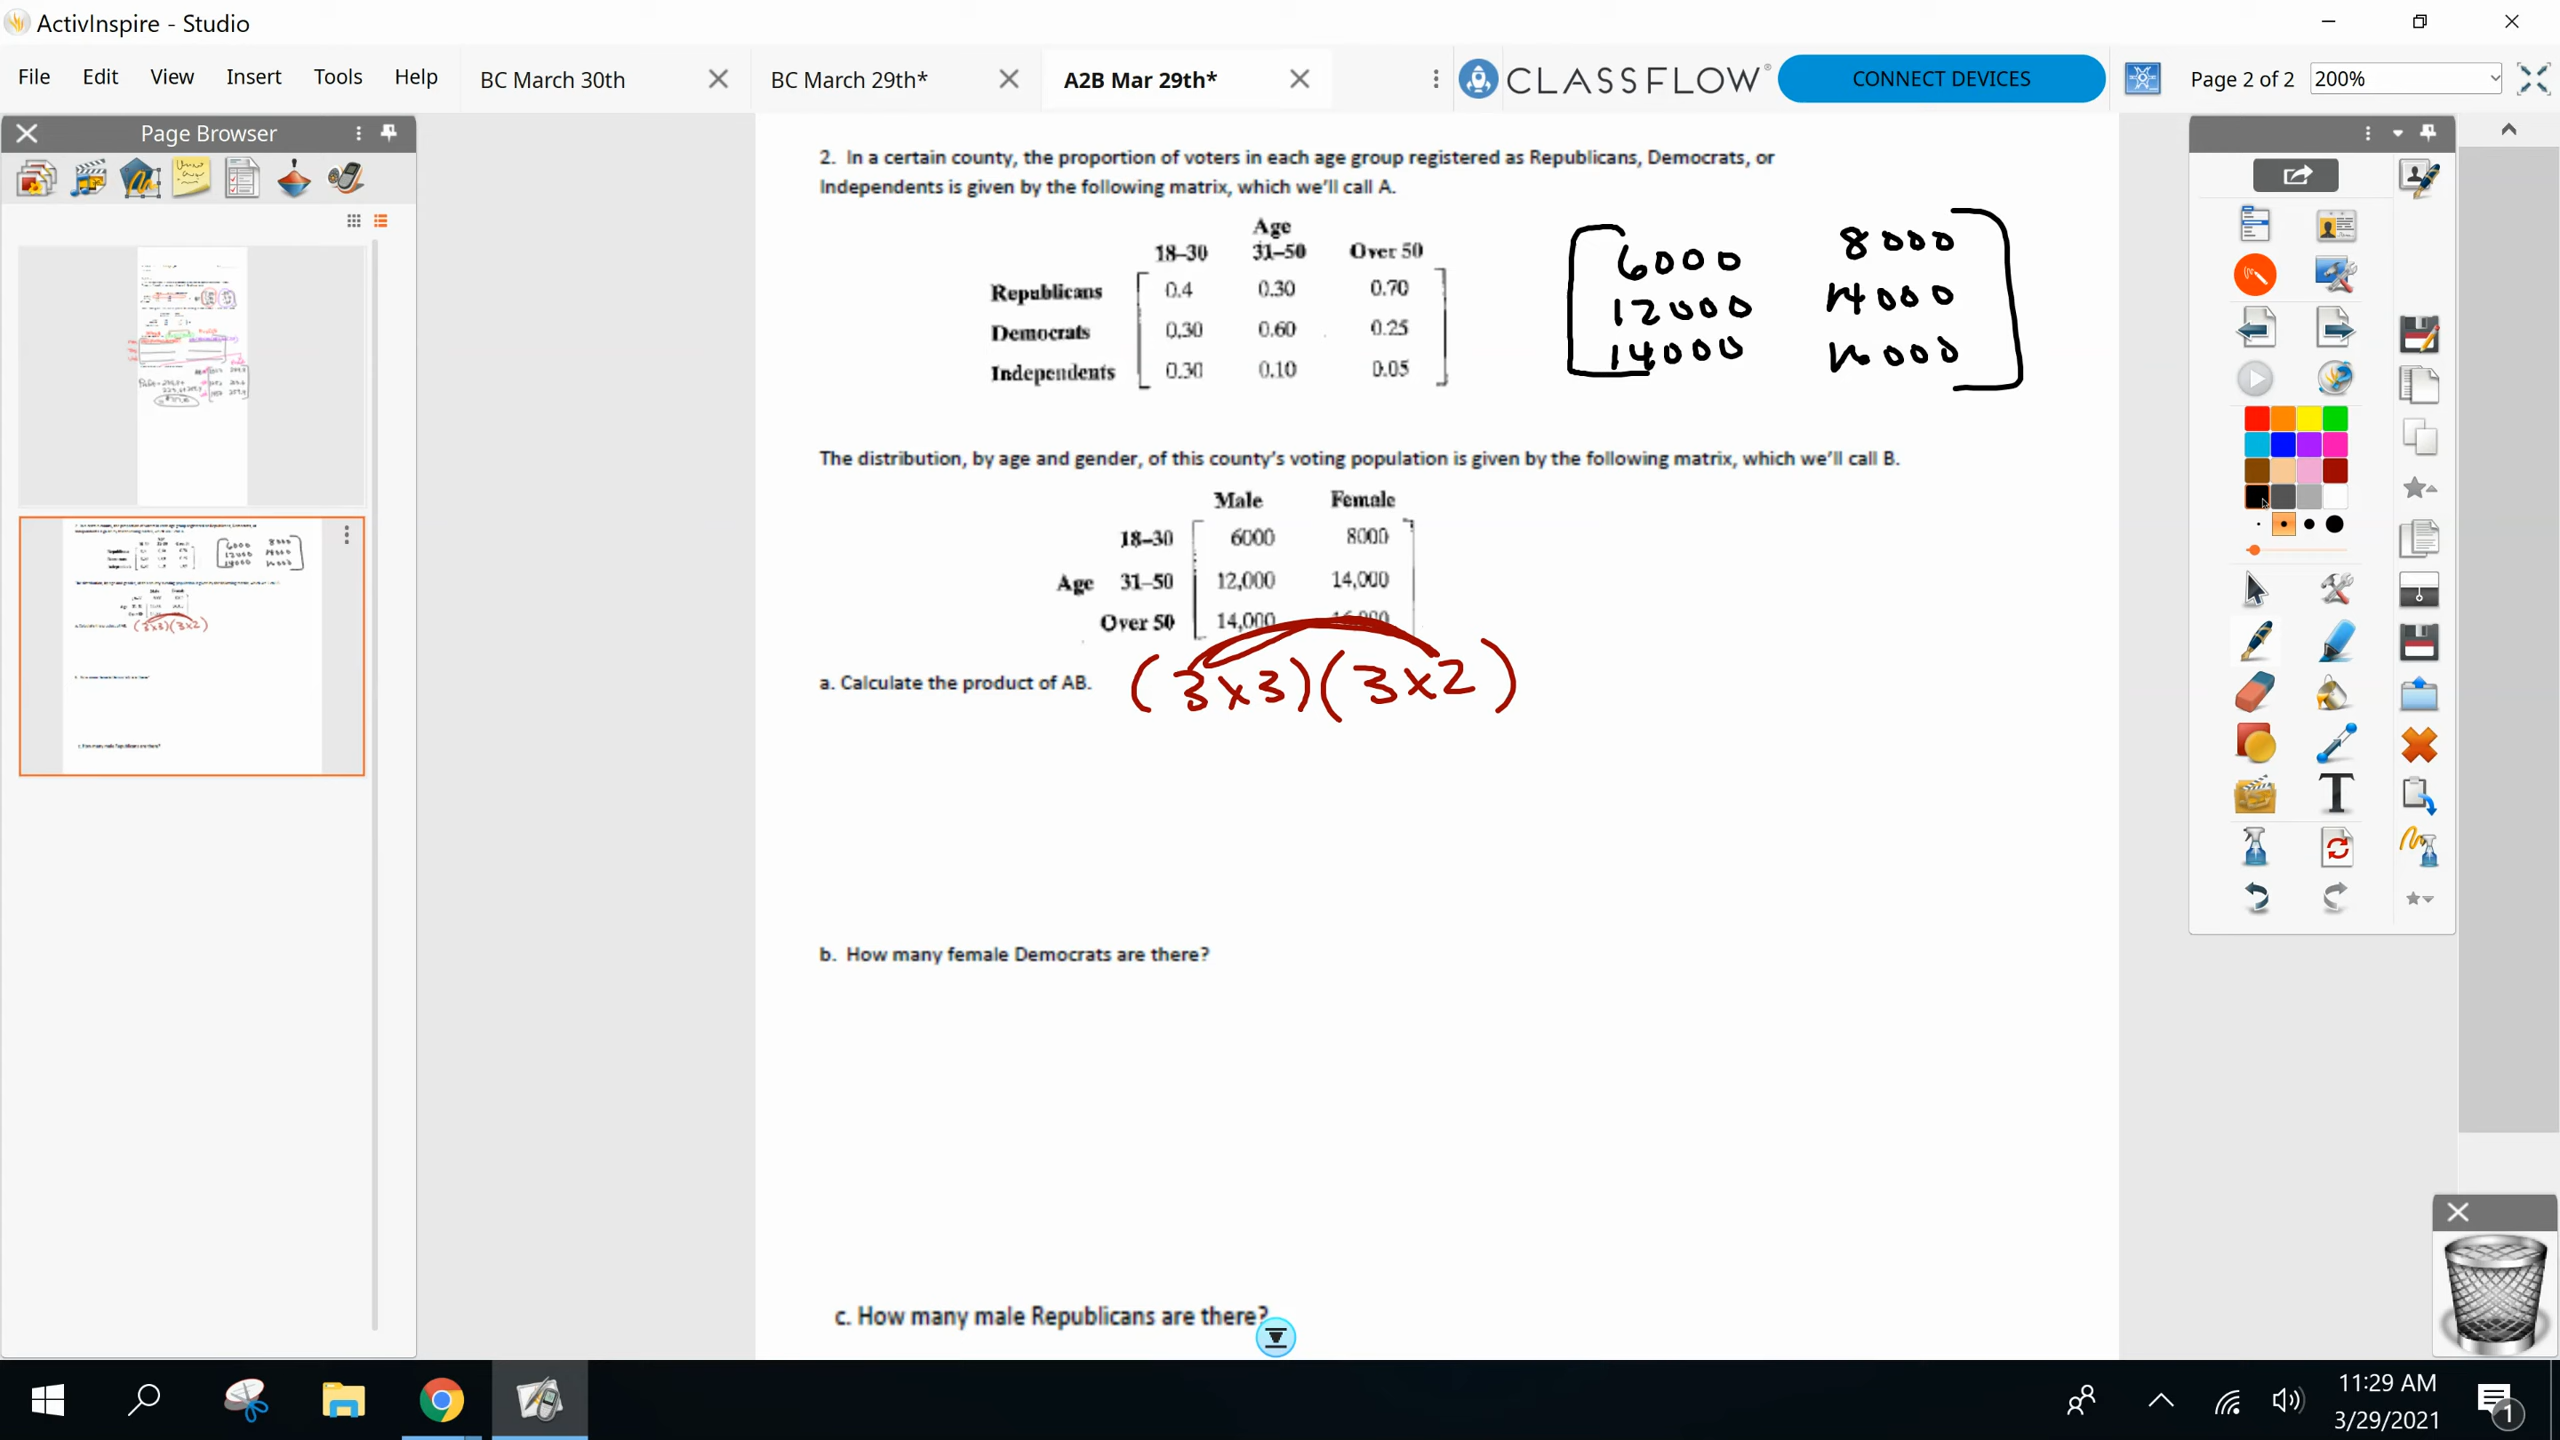 ActivInspire - Studio
File Edit View Insert Tools Help
BC March 30th
BC March 29th*
A2B Mar 29th*
CLASSFLOW
CONNECT DEVICES
Page 2 of 2
200%
Page Browser
2. In a certain county, the proportion of voters in each age group registered as Republicans, Democrats, or
Independents is given by the following matrix, which we'll call A.
Age
18–30 31–50 Over 50
Republicans 0.4 0.30 0.70
Democrats 0.30 0.60 0.25
Independents 0.30 0.10 0.05
6000 8000
12000 14000
14000 16000
The distribution, by age and gender, of this county's voting population is given by the following matrix, which we'll call B.
Male Female
18–30 6000 8000
Age 31–50 12,000 14,000
Over 50 14,000
a. Calculate the product of AB. (3x3)(3x2)
b. How many female Democrats are there?
c. How many male Republicans are there?
11:29 AM
3/29/2021
1